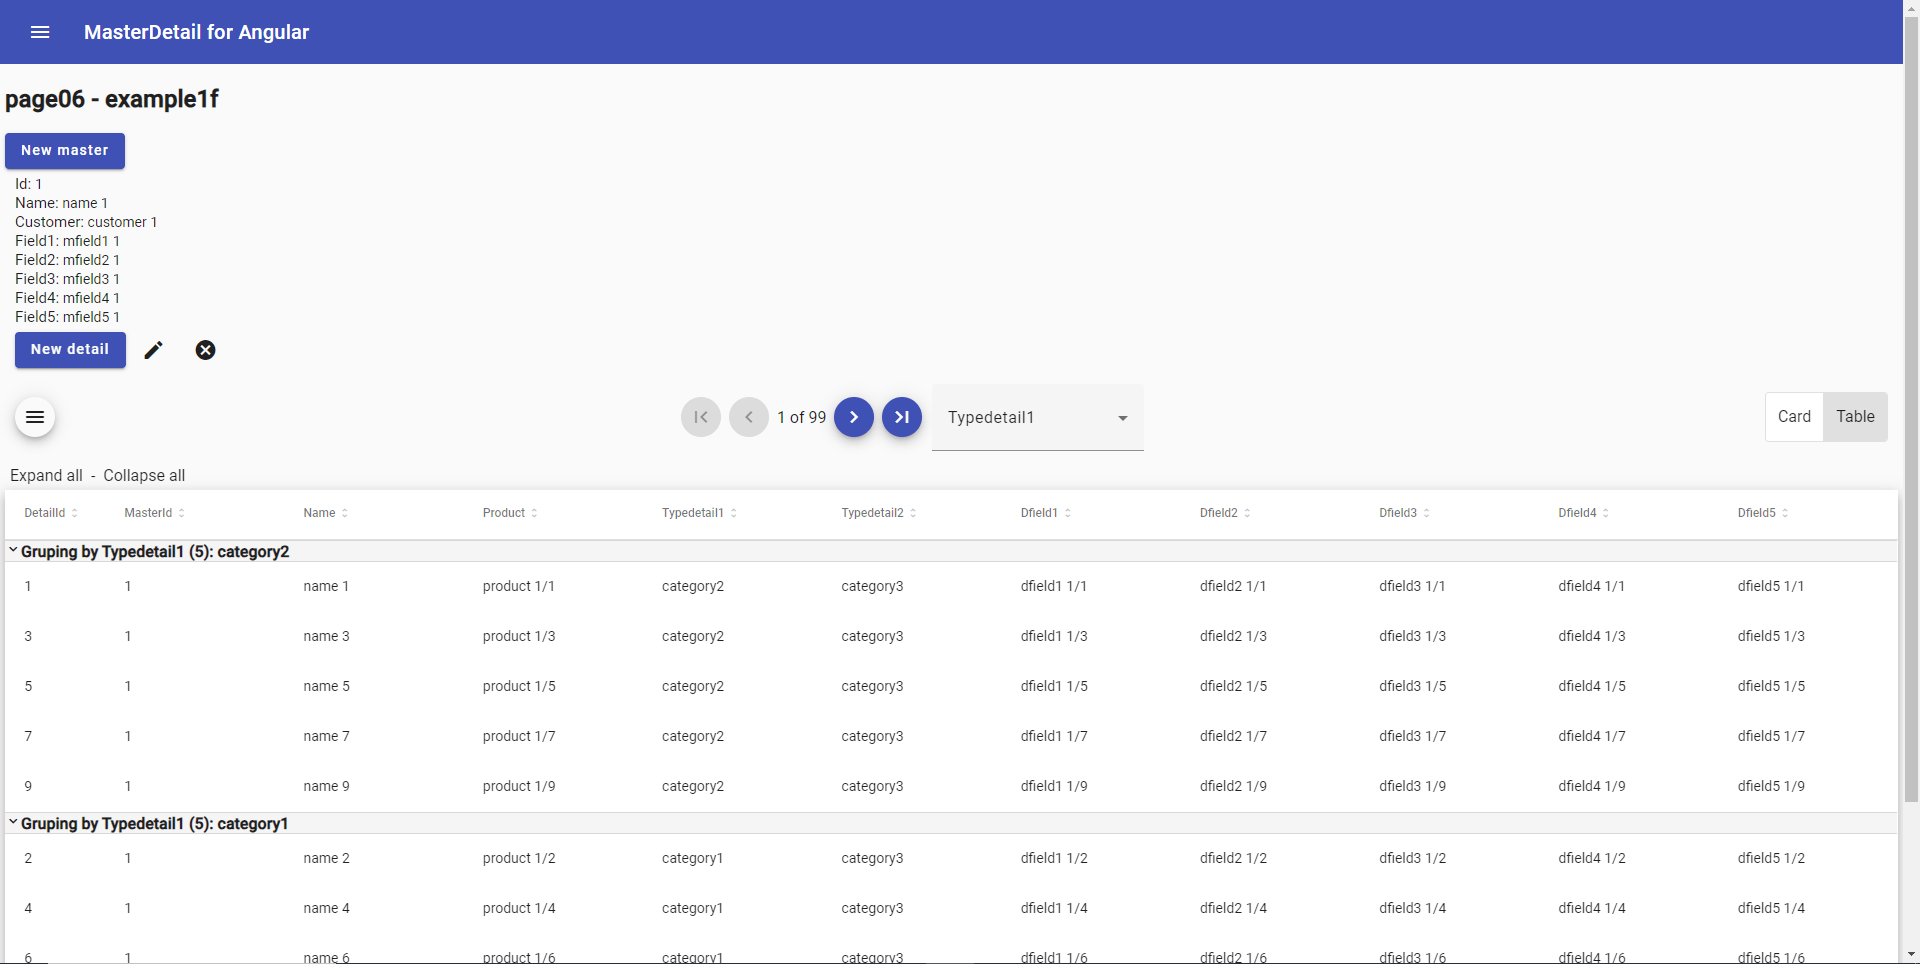 MasterDetail for Angular
page06 - example1f
New master
Id: 1
Name: name 1
Customer: customer 1
Field1: mfield1 1
Field2: mfield2 1
Field3: mfield3 1
Field4: mfield4 1
Field5: mfield5 1
New detail
1 of 99 Typedetail1 Card Table
Expand all - Collapse all
DetailId MasterId Name Product Typedetail1 Typedetail2 Dfield1 Dfield2 Dfield3 Dfield4 Dfield5
Gruping by Typedetail1 (5): category2
1 1 name 1 product 1/1 category2 category3 dfield1 1/1 dfield2 1/1 dfield3 1/1 dfield4 1/1 dfield5 1/1
3 1 name 3 product 1/3 category2 category3 dfield1 1/3 dfield2 1/3 dfield3 1/3 dfield4 1/3 dfield5 1/3
5 1 name 5 product 1/5 category2 category3 dfield1 1/5 dfield2 1/5 dfield3 1/5 dfield4 1/5 dfield5 1/5
7 1 name 7 product 1/7 category2 category3 dfield1 1/7 dfield2 1/7 dfield3 1/7 dfield4 1/7 dfield5 1/7
9 1 name 9 product 1/9 category2 category3 dfield1 1/9 dfield2 1/9 dfield3 1/9 dfield4 1/9 dfield5 1/9
Gruping by Typedetail1 (5): category1
2 1 name 2 product 1/2 category1 category3 dfield1 1/2 dfield2 1/2 dfield3 1/2 dfield4 1/2 dfield5 1/2
4 1 name 4 product 1/4 category1 category3 dfield1 1/4 dfield2 1/4 dfield3 1/4 dfield4 1/4 dfield5 1/4
6 1 name 6 product 1/6 category1 category3 dfield1 1/6 dfield2 1/6 dfield3 1/6 dfield4 1/6 dfield5 1/6